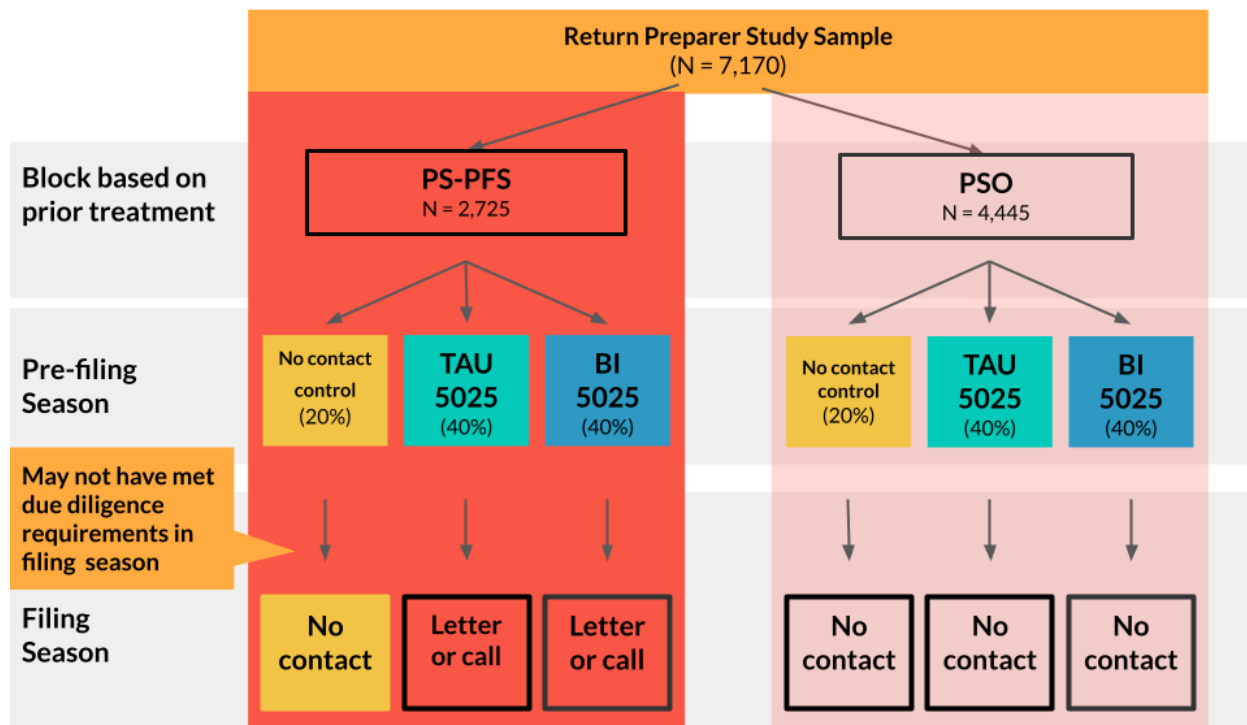 Return Preparer Study Sample
(N = 7,170)
Block based on
prior treatment
PS-PFS
N = 2,725
PSO
N = 4,445
Pre-filing
Season
No contact
control
(20%)
TAU
5025
(40%)
BI
5025
(40%)
No contact
control
(20%)
TAU
5025
(40%)
BI
5025
(40%)
May not have met
due diligence
requirements in
filing season
Filing
Season
No
contact
Letter
or call
Letter
or call
No
contact
No
contact
No
contact